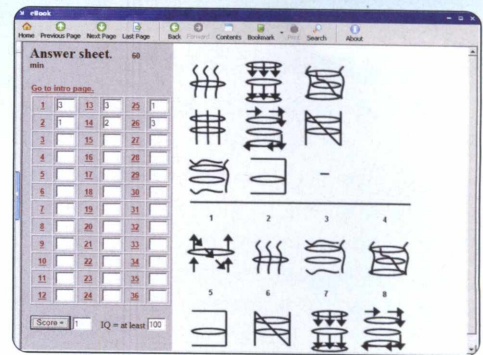 rBook
Home Previous Page Next Page Last Page Back Forward Contents Bookmark Print Search About
Answer sheet. 60
min
Go to intro page.
1 3 13 3 25 1
2 1 14 2 26 3
3 15 27
4 16 28
5 17 29
6 18 30
7 19 31
8 20 32
9 21 33
10 22 34
11 23 35
12 24 36
Score = 1 IQ = at least 100
1 2 3 4
5 6 7 8